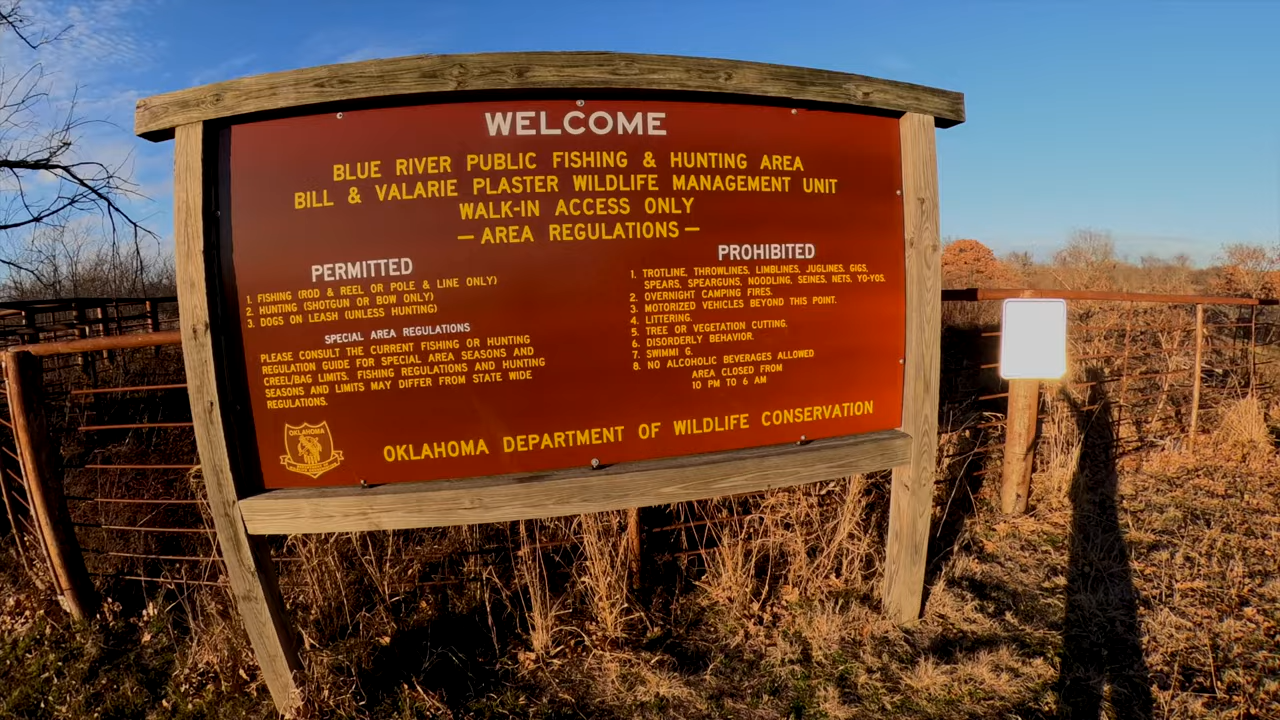 WELCOME
BLUE RIVER PUBLIC FISHING & HUNTING AREA
BILL & VALARIE PLASTER WILDLIFE MANAGEMENT UNIT
WALK-IN ACCESS ONLY
— AREA REGULATIONS —
PERMITTED
1. FISHING (ROD & REEL OR POLE & LINE ONLY)
2. HUNTING (SHOTGUN OR BOW ONLY)
3. DOGS ON LEASH (UNLESS HUNTING)
SPECIAL AREA REGULATIONS
PLEASE CONSULT THE CURRENT FISHING OR HUNTING
REGULATION GUIDE FOR SPECIAL AREA SEASONS AND
CREEL/BAG LIMITS. FISHING REGULATIONS AND HUNTING
SEASONS AND LIMITS MAY DIFFER FROM STATE WIDE
REGULATIONS.
PROHIBITED
1. TROTLINE, THROWLINES, LIMBLINES, JUGLINES, GIGS,
SPEARS, SPEARGUNS, NOODLING, SEINES, NETS, YO-YOS.
2. OVERNIGHT CAMPING FIRES.
3. MOTORIZED VEHICLES BEYOND THIS POINT.
4. LITTERING.
5. TREE OR VEGETATION CUTTING.
6. DISORDERLY BEHAVIOR.
7. SWIMMI G.
8. NO ALCOHOLIC BEVERAGES ALLOWED
AREA CLOSED FROM
10 PM TO 6 AM
OKLAHOMA
OKLAHOMA DEPARTMENT OF WILDLIFE CONSERVATION